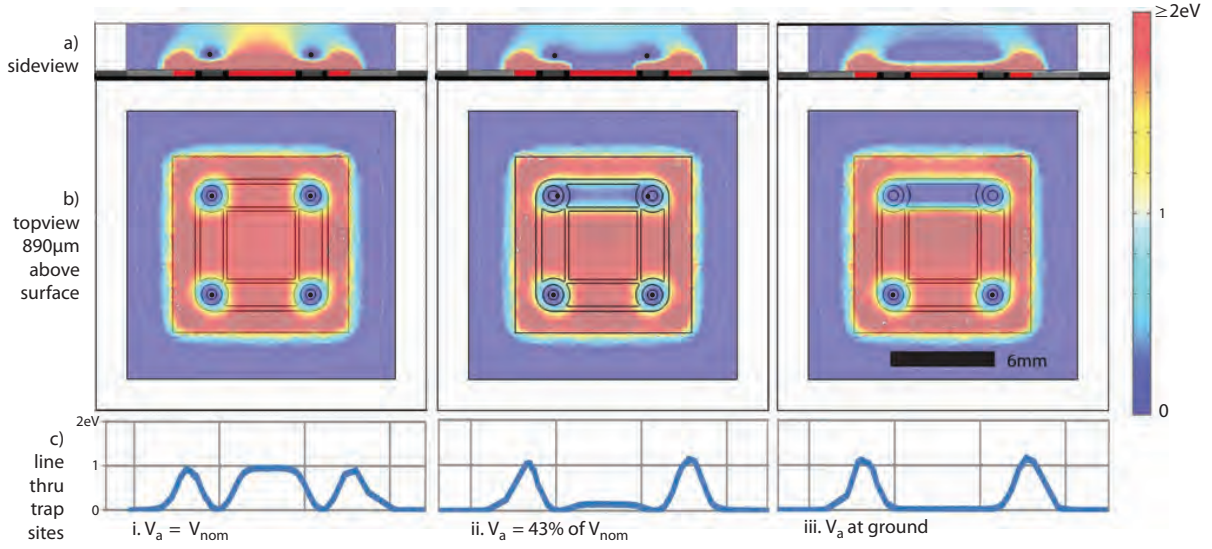 ≥2eV
a)
sideview
b)
topview
890µm
above
surface
1
6mm
0
c)
line
thru
trap
sites
2eV
1
0
i. Va = Vnom
ii. Va = 43% of Vnom
iii. Va at ground